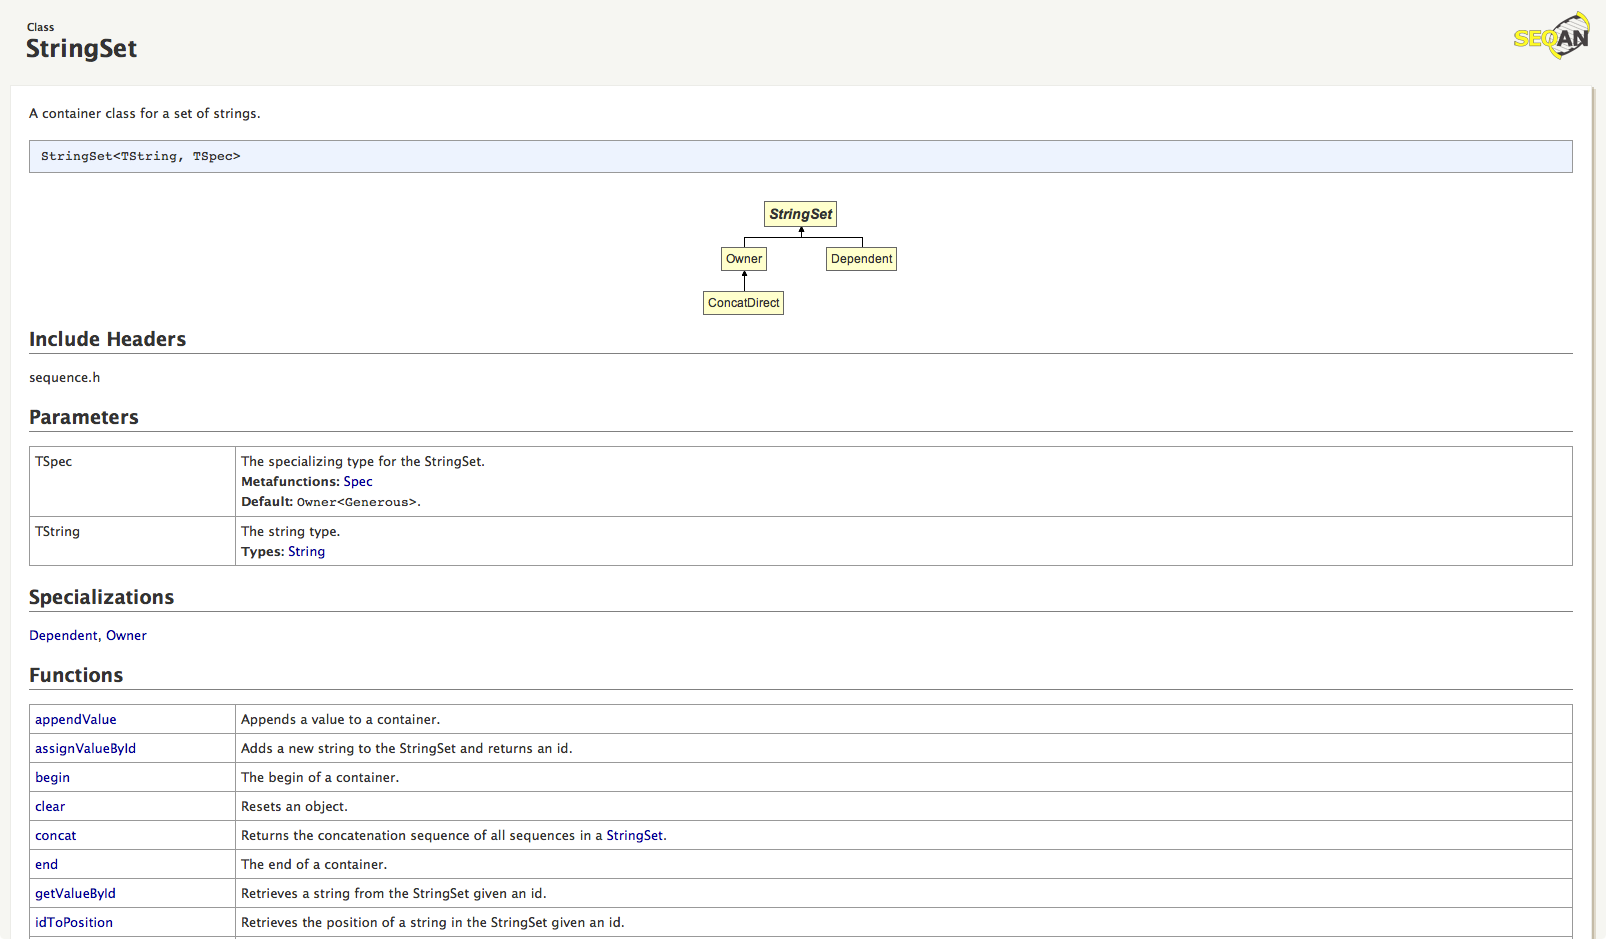 Class
StringSet
SEQAN
A container class for a set of strings.
StringSet<TString, TSpec>
StringSet
Owner Dependent
ConcatDirect
Include Headers
sequence.h
Parameters
TSpec The specializing type for the StringSet.
Metafunctions: Spec
Default: Owner<Generous>.
TString The string type.
Types: String
Specializations
Dependent, Owner
Functions
appendValue Appends a value to a container.
assignValueById Adds a new string to the StringSet and returns an id.
begin The begin of a container.
clear Resets an object.
concat Returns the concatenation sequence of all sequences in a StringSet.
end The end of a container.
getValueById Retrieves a string from the StringSet given an id.
idToPosition Retrieves the position of a string in the StringSet given an id.